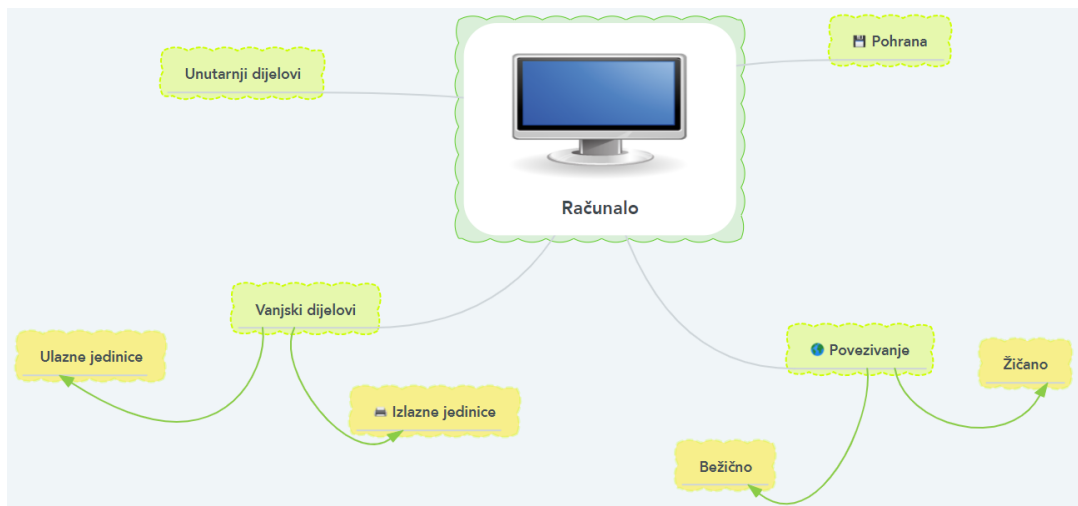 Pohrana
Unutarnji dijelovi
Računalo
Vanjski dijelovi
Ulazne jedinice
Povezivanje
Žičano
Izlazne jedinice
Bežično